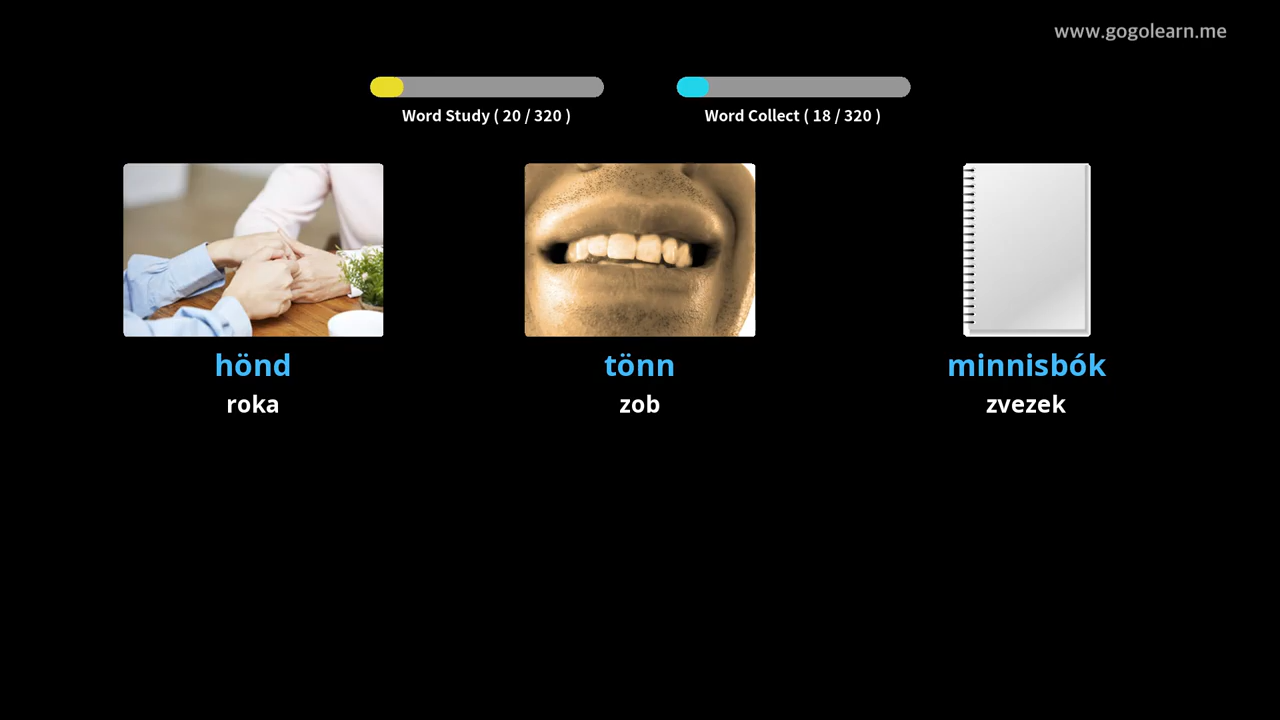 www.gogolearn.me
Word Study ( 20 / 320 )
Word Collect ( 18 / 320 )
hönd
roka
tönn
zob
minnisbók
zvezek